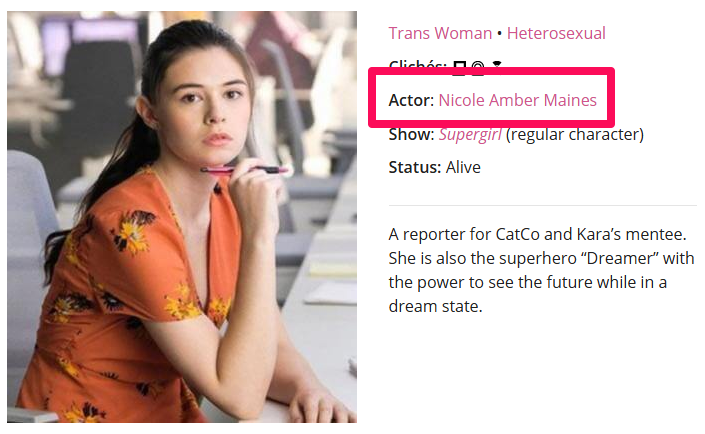 Trans Woman • Heterosexual
Clichés:
Actor: Nicole Amber Maines
Show: Supergirl (regular character)
Status: Alive
A reporter for CatCo and Kara’s mentee.
She is also the superhero “Dreamer” with
the power to see the future while in a
dream state.